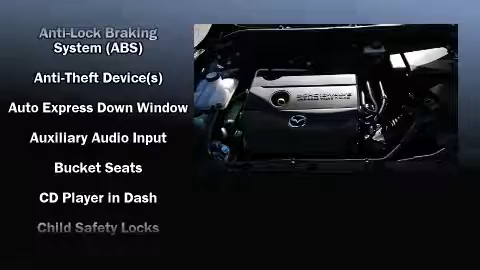 Anti-Lock Braking
System (ABS)
Anti-Theft Device(s)
Auto Express Down Window
Auxiliary Audio Input
Bucket Seats
CD Player in Dash
Child Safety Locks